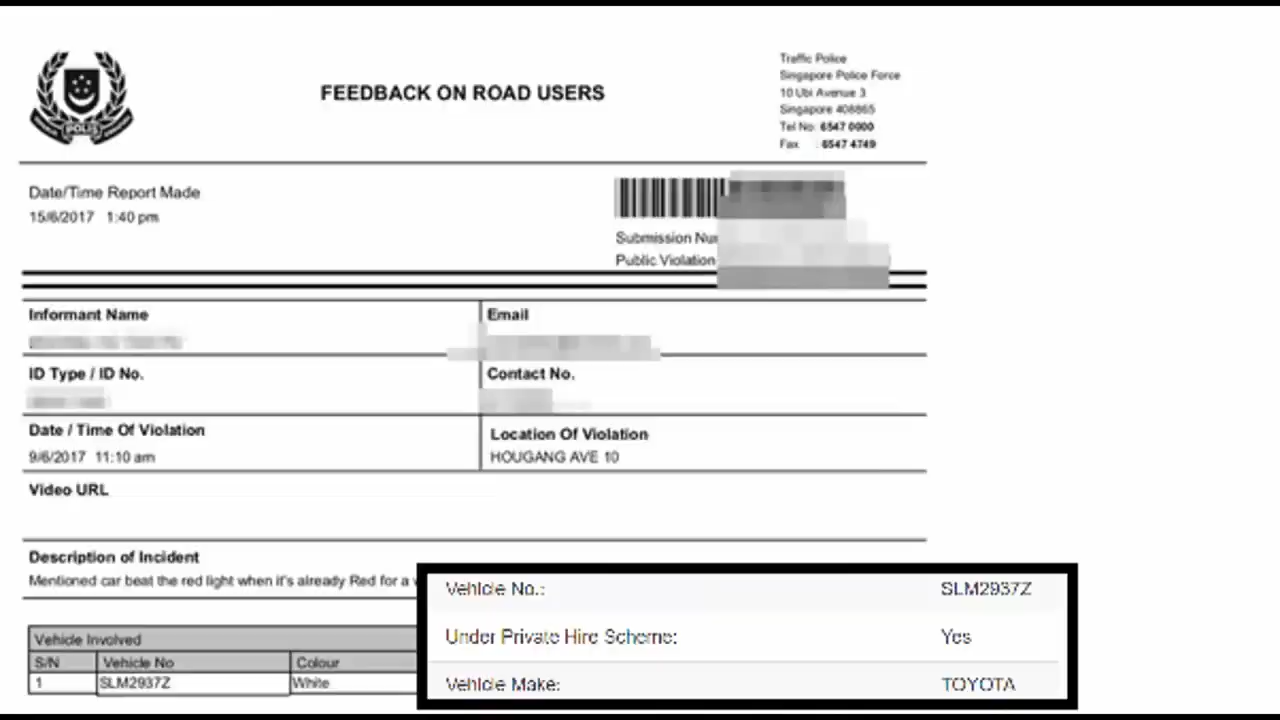 POLIS
FEEDBACK ON ROAD USERS
Traffic Police
Singapore Police Force
10 Ubi Avenue 3
Singapore 408865
Tel No: 6547 0000
Fax : 6547 4749
Date/Time Report Made
15/6/2017 1:40 pm
Submission Nu
Public Violation
Informant Name
Email
ID Type / ID No.
Contact No.
Date / Time Of Violation
9/6/2017 11:10 am
Location Of Violation
HOUGANG AVE 10
Video URL
Description of Incident
Mentioned car beat the red light when it's already Red for a
Vehicle Involved
S/N Vehicle No Colour
1 SLM2937Z White
Vehicle No.: SLM2937Z
Under Private Hire Scheme: Yes
Vehicle Make: TOYOTA